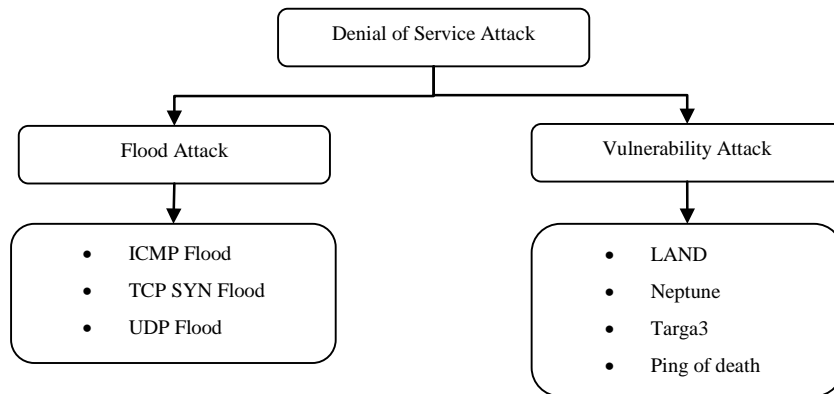 Denial of Service Attack
Flood Attack
Vulnerability Attack
• ICMP Flood
• TCP SYN Flood
• UDP Flood
• LAND
• Neptune
• Targa3
• Ping of death